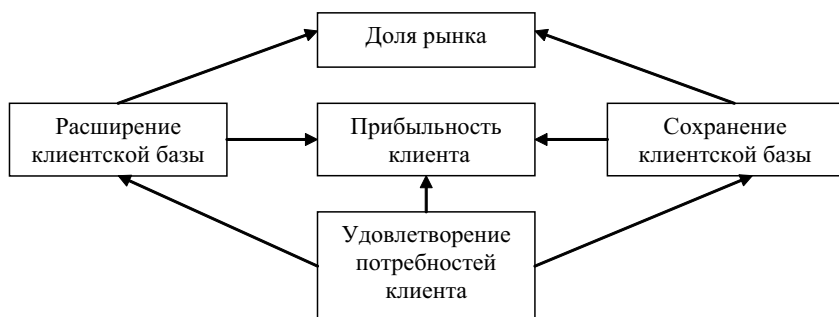 Доля рынка
Расширение
клиентской базы
Прибыльность
клиента
Сохранение
клиентской базы
Удовлетворение
потребностей
клиента